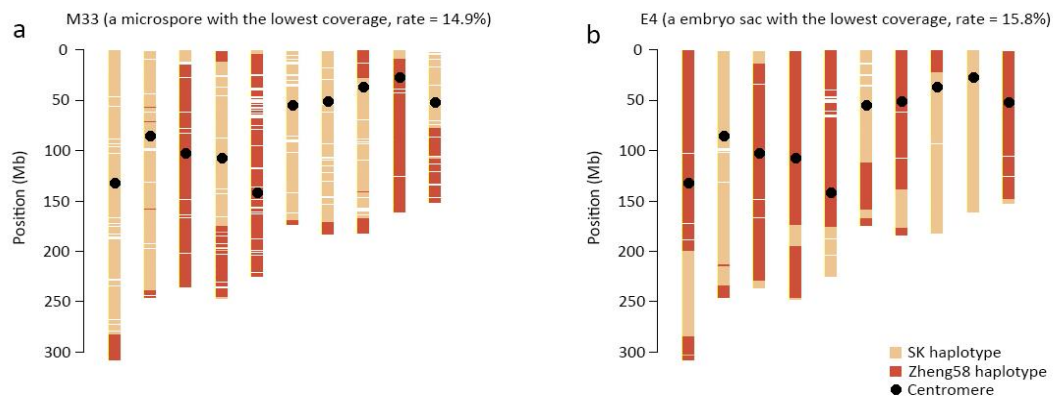 a
M33 (a microspore with the lowest coverage, rate = 14.9%)
Position (Mb)
0
50
100
150
200
250
300
b
E4 (a embryo sac with the lowest coverage, rate = 15.8%)
Position (Mb)
0
50
100
150
200
250
300
SK haplotype
Zheng58 haplotype
Centromere